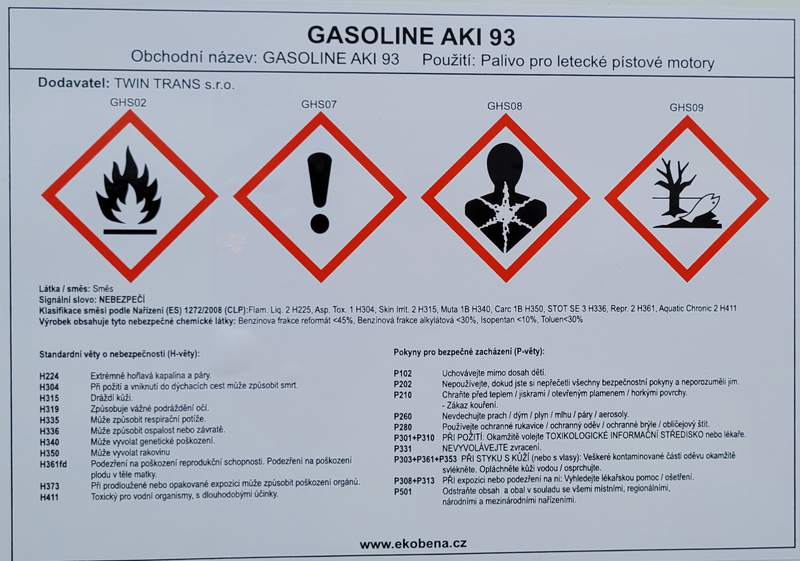 GASOLINE AKI 93
Obchodní název: GASOLINE AKI 93 Použití: Palivo pro letecké pístové motory
Dodavatel: TWIN TRANS s.r.o.
GHS02 GHS07 GHS08 GHS09
Látka / směs: Směs
Signální slovo: NEBEZPEČÍ
Klasifikace směsi podle Nařízení (ES) 1272/2008 (CLP):Flam. Liq. 2 H225, Asp. Tox. 1 H304, Skin Irrit. 2 H315, Muta 1B H340, Carc 1B H350, STOT SE 3 H336, Repr. 2 H361, Aquatic Chronic 2 H411
Výrobek obsahuje tyto nebezpečné chemické látky: Benzinova frakce reformát <45%, Benzínová frakce alkylátová <30%, Isopentan <10%, Toluen<30%
Standardní věty o nebezpečnosti (H-věty):
H224 Extrémně hořlavá kapalina a páry.
H304 Při požití a vniknutí do dýchacích cest může způsobit smrt.
H315 Dráždí kůži.
H319 Způsobuje vážné podráždění očí.
H335 Může způsobit respirační potíže.
H336 Může způsobit ospalost nebo závratě.
H340 Může vyvolat genetické poškození.
H350 Může vyvolat rakovinu
H361fd Podezření na poškození reprodukční schopnosti. Podezření na poškození
plodu v těle matky.
H373 Při prodloužené nebo opakované expozici může způsobit poškození orgánů.
H411 Toxický pro vodní organismy, s dlouhodobými účinky.
Pokyny pro bezpečné zacházení (P-věty):
P102 Uchovávejte mimo dosah dětí.
P202 Nepoužívejte, dokud jste si nepřečetli všechny bezpečnostní pokyny a neporozuměli jim.
P210 Chraňte před teplem / jiskrami / otevřeným plamenem / horkými povrchy.
- Zákaz kouření.
P260 Nevdechujte prach / dým / plyn / mlhu / páry / aerosoly.
P280 Používejte ochranné rukavice / ochranný oděv / ochranné brýle / obličejový štít.
P301+P310 PŘI POŽITÍ: Okamžitě volejte TOXIKOLOGICKÉ INFORMAČNÍ STŘEDISKO nebo lékaře.
P331 NEVYVOLÁVEJTE zvracení.
P303+P361+P353 PŘI STYKU S KŮŽÍ (nebo s vlasy): Veškeré kontaminované části oděvu okamžitě
svlékněte. Opláchněte kůži vodou / osprchujte.
P308+P313 PŘI expozici nebo podezření na ni: Vyhledejte lékařskou pomoc / ošetření.
P501 Odstraňte obsah a obal v souladu se všemi místními, regionálními,
národními a mezinárodními nařízeními.
www.ekobena.cz